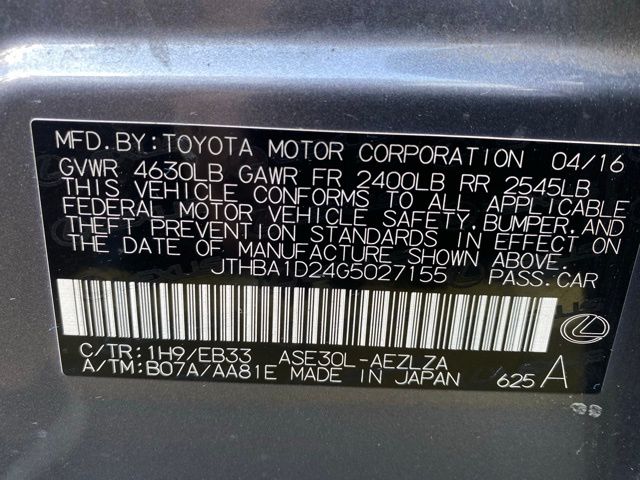 MFD.BY:TOYOTA MOTOR CORPORATION 04/16
GVWR 4630LB GAWR FR 2400LB RR 2545LB
THIS VEHICLE CONFORMS TO ALL APPLICABLE
FEDERAL MOTOR VEHICLE SAFETY,BUMPER,AND
THEFT PREVENTION STANDARDS IN EFFECT ON
THE DATE OF MANUFACTURE SHOWN ABOVE.
JTHBA1D24G5027155 PASS.CAR
C/TR:1H9/EB33 ASE30L-AEZLZA
A/TM:B07A/AA81E MADE IN JAPAN 625 A